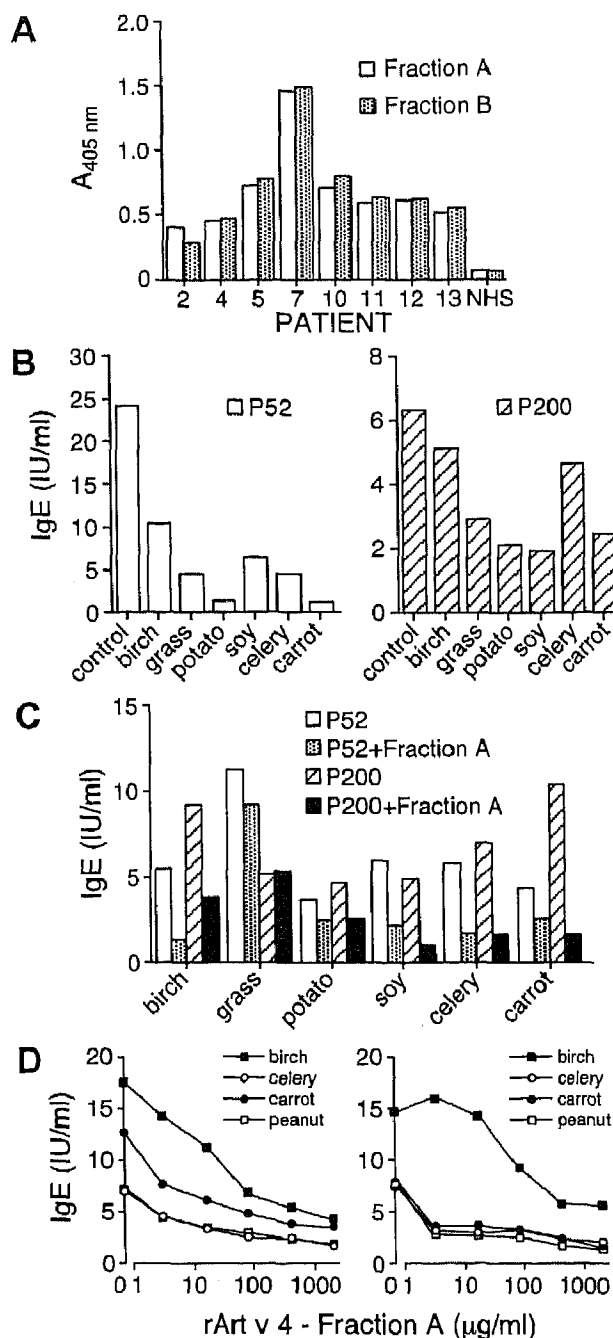 A
2.0
1.5
1.0
0.5
0
A405 nm
Fraction A
Fraction B
2 4 5 7 10 11 12 13 NHS
PATIENT
B
30
25
20
15
10
5
0
IgE (IU/ml)
P52
control birch grass potato soy celery carrot
8
6
4
2
0
P200
control birch grass potato soy celery carrot
C
15
10
5
0
IgE (IU/ml)
P52
P52+Fraction A
P200
P200+Fraction A
birch grass potato soy celery carrot
D
20
15
10
5
0
IgE (IU/ml)
birch
celery
carrot
peanut
0 1 10 100 1000
20
15
10
5
0
birch
celery
carrot
peanut
0 1 10 100 1000
rArt v 4 - Fraction A (µg/ml)